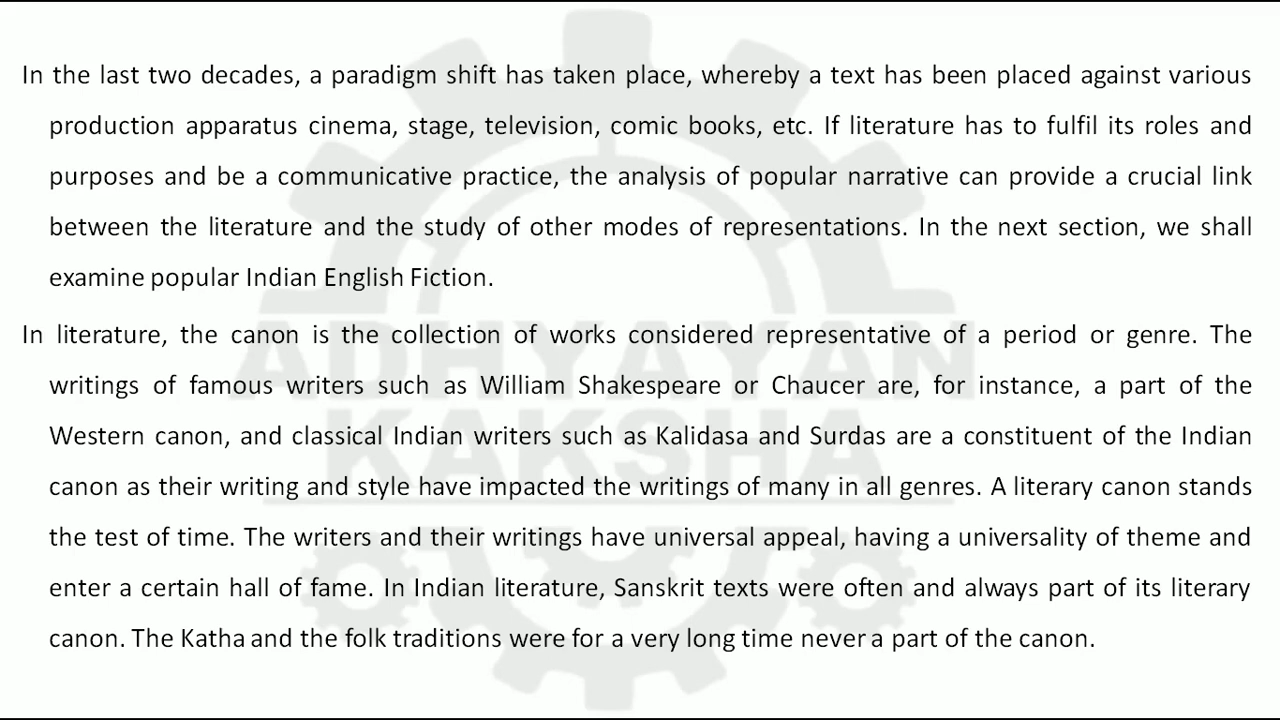 In the last two decades, a paradigm shift has taken place, whereby a text has been placed against various
production apparatus cinema, stage, television, comic books, etc. If literature has to fulfil its roles and
purposes and be a communicative practice, the analysis of popular narrative can provide a crucial link
between the literature and the study of other modes of representations. In the next section, we shall
examine popular Indian English Fiction.
In literature, the canon is the collection of works considered representative of a period or genre. The
writings of famous writers such as William Shakespeare or Chaucer are, for instance, a part of the
Western canon, and classical Indian writers such as Kalidasa and Surdas are a constituent of the Indian
canon as their writing and style have impacted the writings of many in all genres. A literary canon stands
the test of time. The writers and their writings have universal appeal, having a universality of theme and
enter a certain hall of fame. In Indian literature, Sanskrit texts were often and always part of its literary
canon. The Katha and the folk traditions were for a very long time never a part of the canon.
ADHYAYAN
KAKSHA